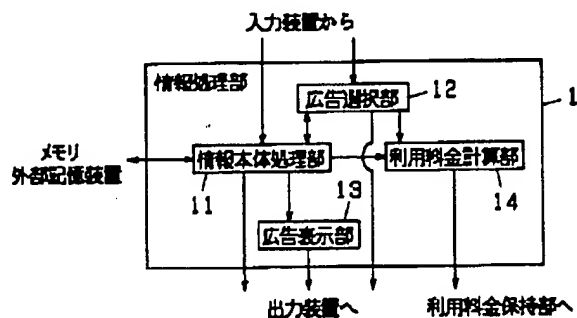 入力装置から
情報処理部
広告選択部
12
1
メモリ
外部記憶装置
情報本体処理部
利用料金計算部
11
13
14
広告表示部
出力装置へ
利用料金保持部へ